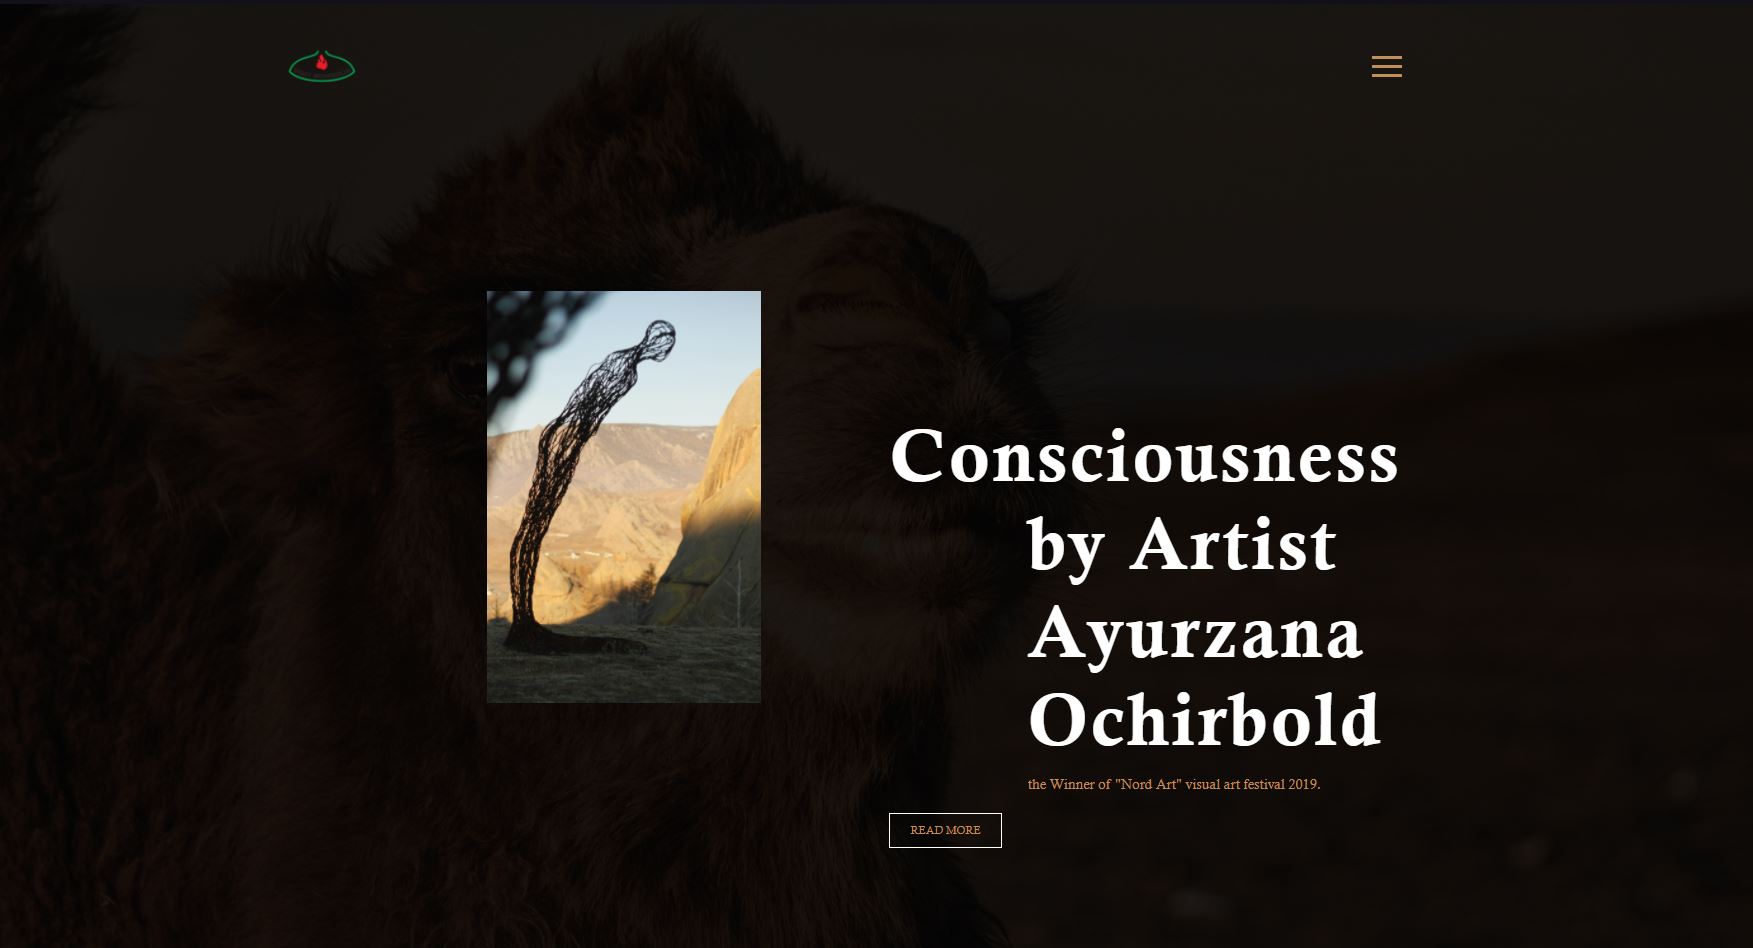 Consciousness
by Artist
Ayurzana
Ochirbold
the Winner of "Nord Art" visual art festival 2019.
READ MORE